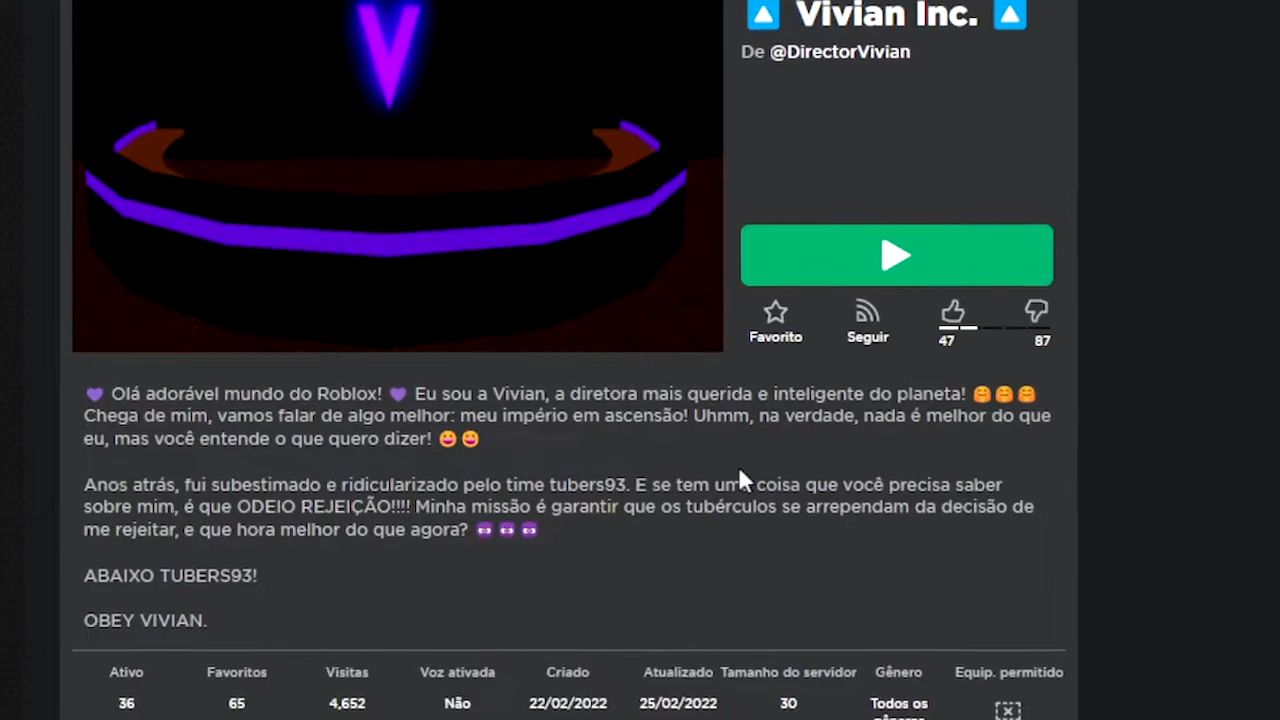 V
Vivian Inc.
De @DirectorVivian
Favorito
Seguir
47
87
💜 Olá adorável mundo do Roblox! 💜 Eu sou a Vivian, a diretora mais querida e inteligente do planeta! 🤗🤗🤗
Chega de mim, vamos falar de algo melhor: meu império em ascensão! Uhmm, na verdade, nada é melhor do que
eu, mas você entende o que quero dizer! 😀😀
Anos atrás, fui subestimado e ridicularizado pelo time tubers93. E se tem uma coisa que você precisa saber
sobre mim, é que ODEIO REJEIÇÃO!!!! Minha missão é garantir que os tubérculos se arrependam da decisão de
me rejeitar, e que hora melhor do que agora?
ABAIXO TUBERS93!
OBEY VIVIAN.
Ativo Favoritos Visitas Voz ativada Criado Atualizado Tamanho do servidor Gênero Equip. permitido
36 65 4,652 Não 22/02/2022 25/02/2022 30 Todos os